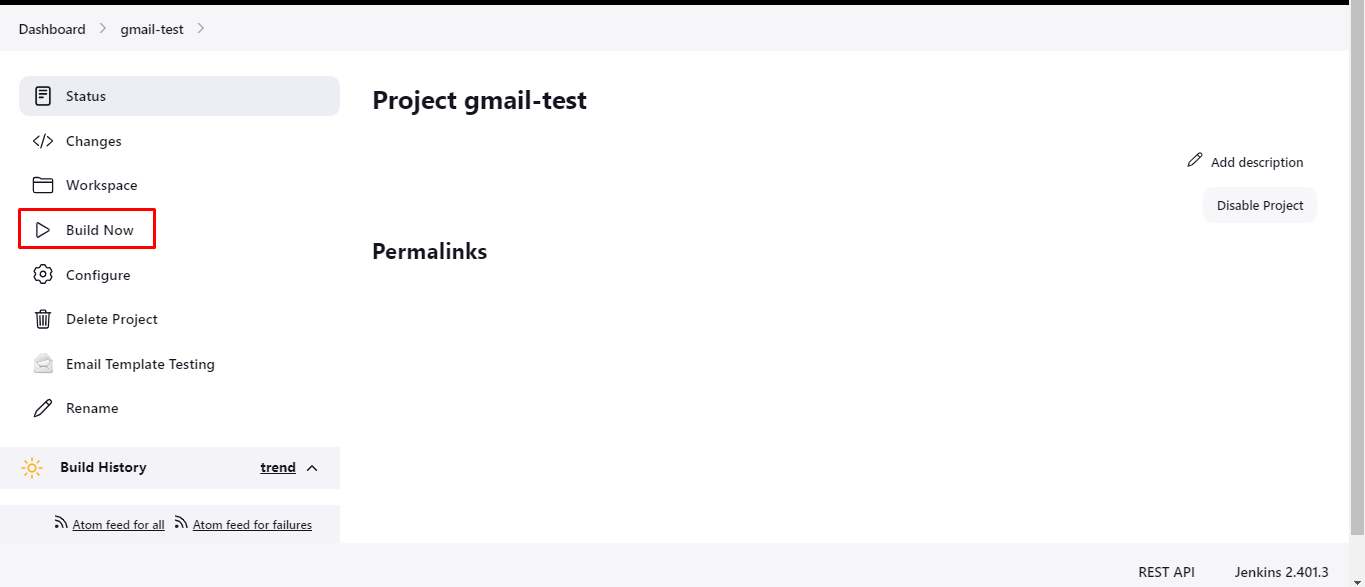 Dashboard
gmail-test
Status
Changes
Workspace
Build Now
Configure
Delete Project
Email Template Testing
Rename
Build History
trend
Atom feed for all
Atom feed for failures
Project gmail-test
Add description
Disable Project
Permalinks
REST API
Jenkins 2.401.3